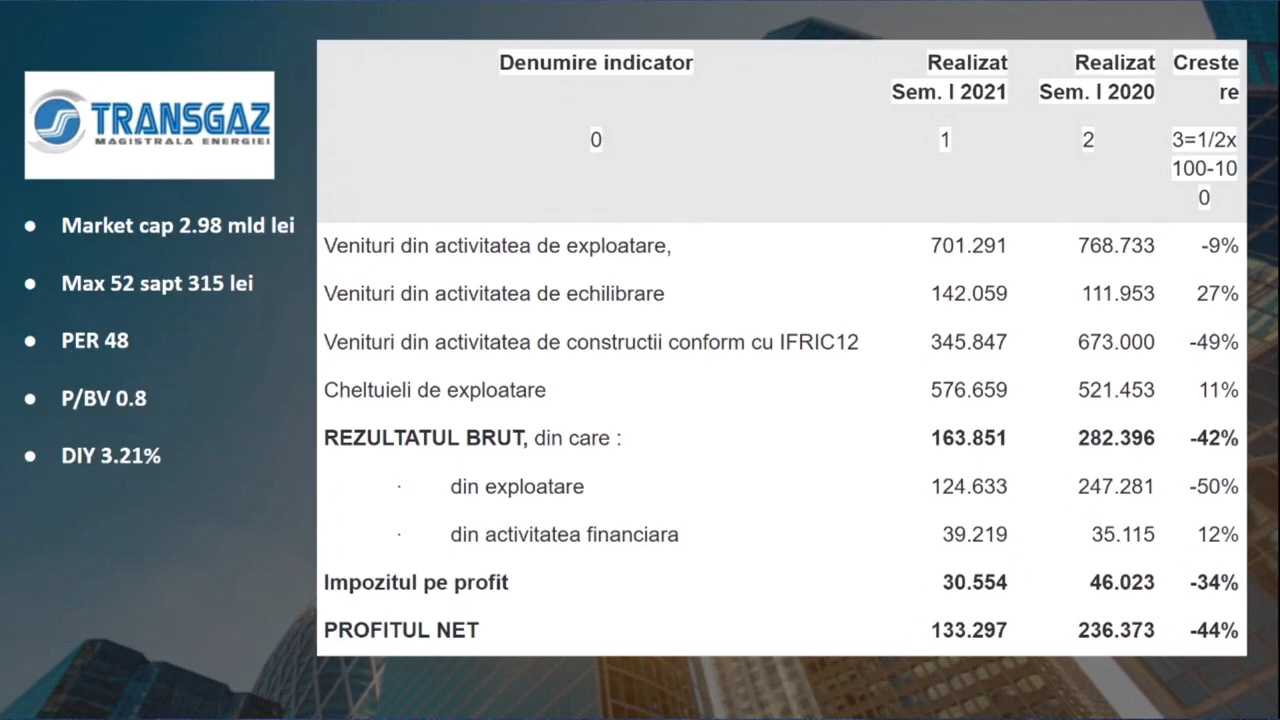 TRANSGAZ
MAGISTRALA ENERGIEI
● Market cap 2.98 mld lei
● Max 52 sapt 315 lei
● PER 48
● P/BV 0.8
● DIY 3.21%
Denumire indicator Realizat Realizat Creste
Sem. I 2021 Sem. I 2020 re
0 1 2 3=1/2x
100-10
0
Venituri din activitatea de exploatare, 701.291 768.733 -9%
Venituri din activitatea de echilibrare 142.059 111.953 27%
Venituri din activitatea de constructii conform cu IFRIC12 345.847 673.000 -49%
Cheltuieli de exploatare 576.659 521.453 11%
REZULTATUL BRUT, din care : 163.851 282.396 -42%
· din exploatare 124.633 247.281 -50%
· din activitatea financiara 39.219 35.115 12%
Impozitul pe profit 30.554 46.023 -34%
PROFITUL NET 133.297 236.373 -44%